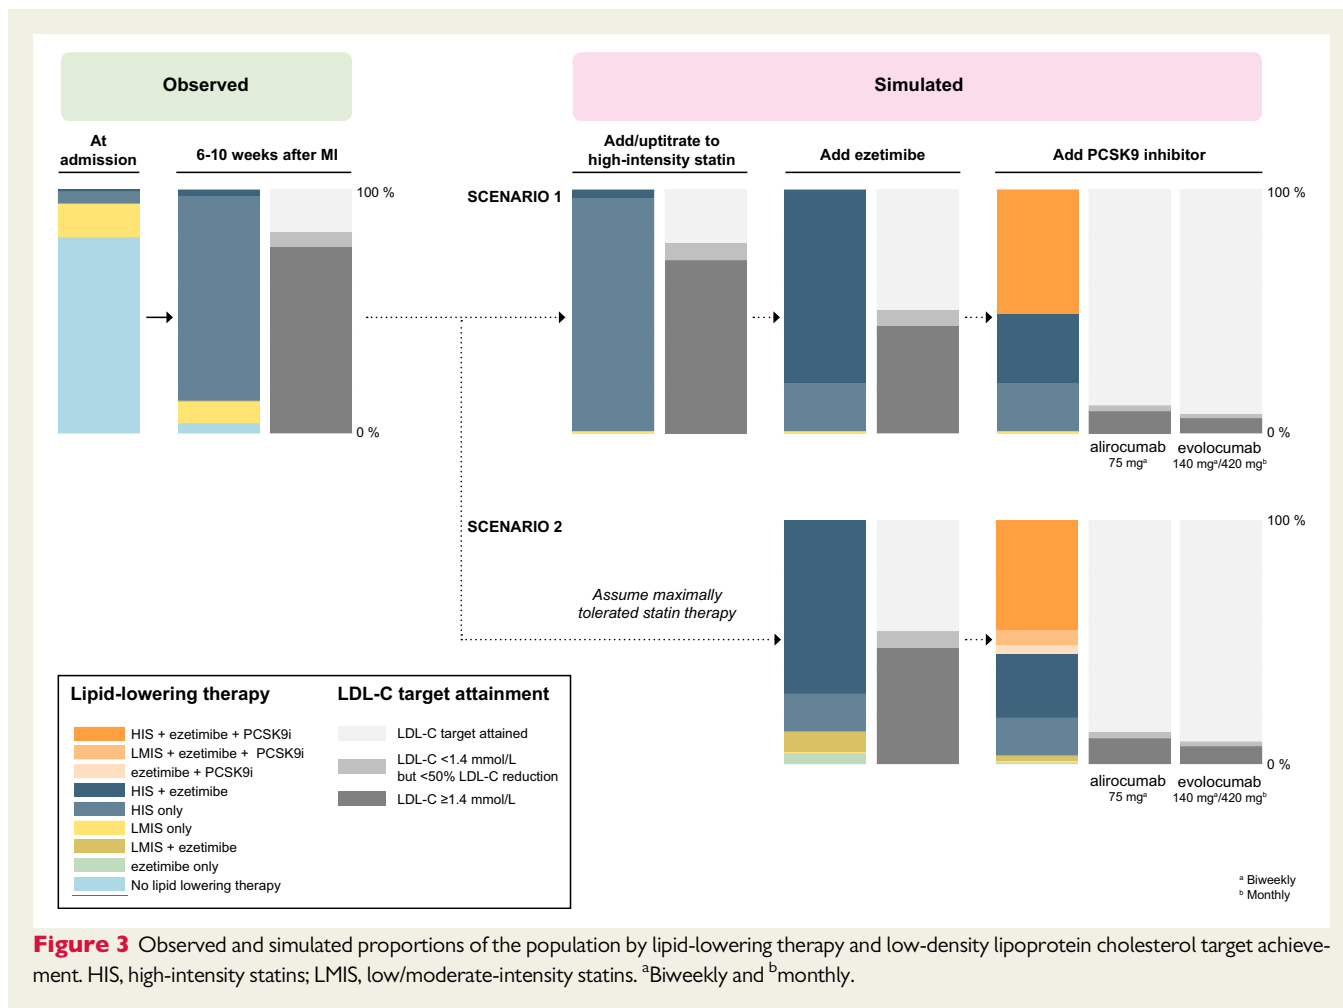 Observed
Simulated
At
admission
6-10 weeks after MI
Add/uptitrate to
high-intensity statin
Add ezetimibe
Add PCSK9 inhibitor
100 %
0 %
SCENARIO 1
100 %
0 %
alirocumab
75 mgᵃ
evolocumab
140 mgᵃ/420 mgᵇ
SCENARIO 2
Assume maximally
tolerated statin therapy
100 %
0 %
alirocumab
75 mgᵃ
evolocumab
140 mgᵃ/420 mgᵇ
Lipid-lowering therapy
HIS + ezetimibe + PCSK9i
LMIS + ezetimibe + PCSK9i
ezetimibe + PCSK9i
HIS + ezetimibe
HIS only
LMIS only
LMIS + ezetimibe
ezetimibe only
No lipid lowering therapy
LDL-C target attainment
LDL-C target attained
LDL-C <1.4 mmol/L
but <50% LDL-C reduction
LDL-C ≥1.4 mmol/L
ᵃ Biweekly
ᵇ Monthly
Figure 3 Observed and simulated proportions of the population by lipid-lowering therapy and low-density lipoprotein cholesterol target achieve-
ment. HIS, high-intensity statins; LMIS, low/moderate-intensity statins. ᵃBiweekly and ᵇmonthly.